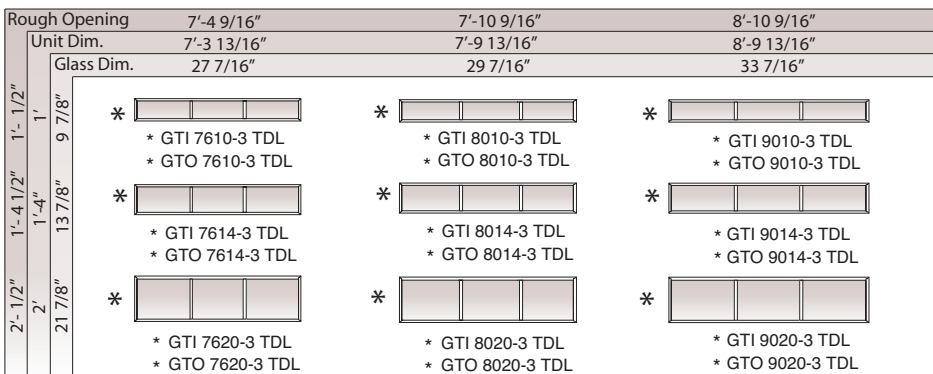 Rough Opening 7'-4 9/16" 7'-10 9/16" 8'-10 9/16"
Unit Dim. 7'-3 13/16" 7'-9 13/16" 8'-9 13/16"
Glass Dim. 27 7/16" 29 7/16" 33 7/16"
1'- 1/2" 1' 9 7/8"
* * *
* GTI 7610-3 TDL * GTI 8010-3 TDL * GTI 9010-3 TDL
* GTO 7610-3 TDL * GTO 8010-3 TDL * GTO 9010-3 TDL
1'- 4 1/2" 1'-4" 13 7/8"
* * *
* GTI 7614-3 TDL * GTI 8014-3 TDL * GTI 9014-3 TDL
* GTO 7614-3 TDL * GTO 8014-3 TDL * GTO 9014-3 TDL
2'- 1/2" 2' 21 7/8"
* * *
* GTI 7620-3 TDL * GTI 8020-3 TDL * GTI 9020-3 TDL
* GTO 7620-3 TDL * GTO 8020-3 TDL * GTO 9020-3 TDL